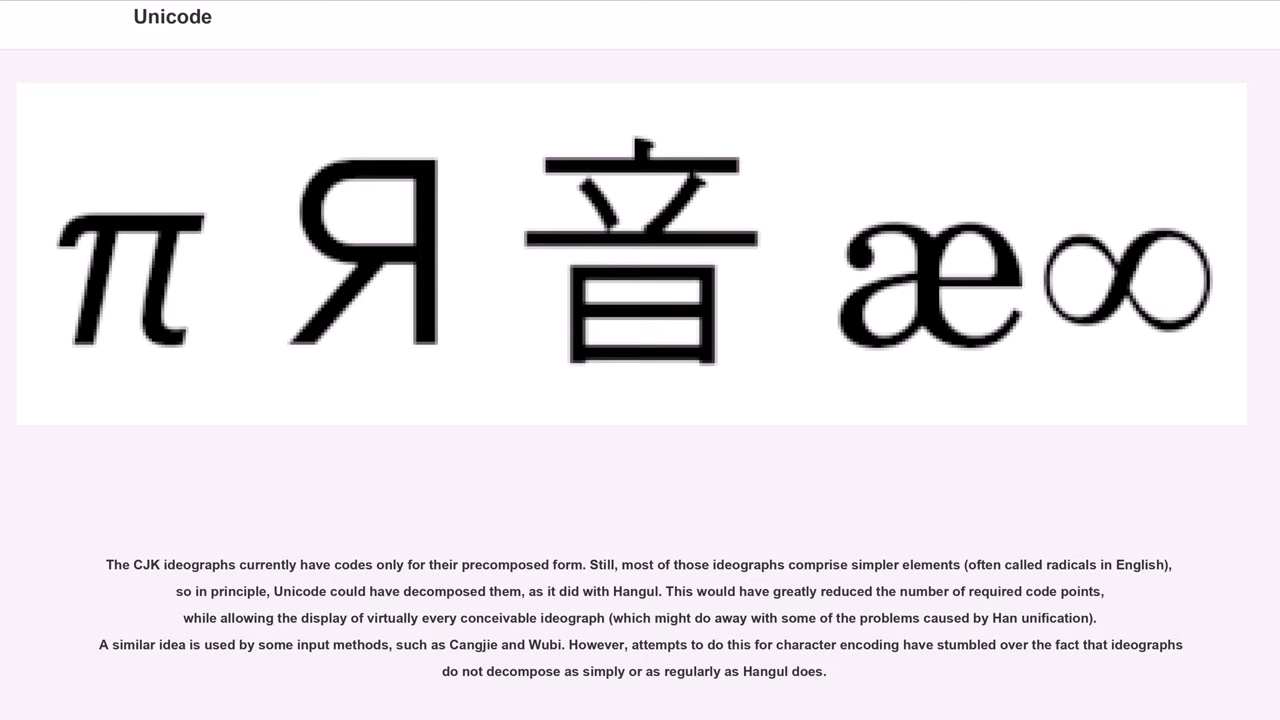 Unicode
π Я 音 æ ∞
The CJK ideographs currently have codes only for their precomposed form. Still, most of those ideographs comprise simpler elements (often called radicals in English),
so in principle, Unicode could have decomposed them, as it did with Hangul. This would have greatly reduced the number of required code points,
while allowing the display of virtually every conceivable ideograph (which might do away with some of the problems caused by Han unification).
A similar idea is used by some input methods, such as Cangjie and Wubi. However, attempts to do this for character encoding have stumbled over the fact that ideographs
do not decompose as simply or as regularly as Hangul does.